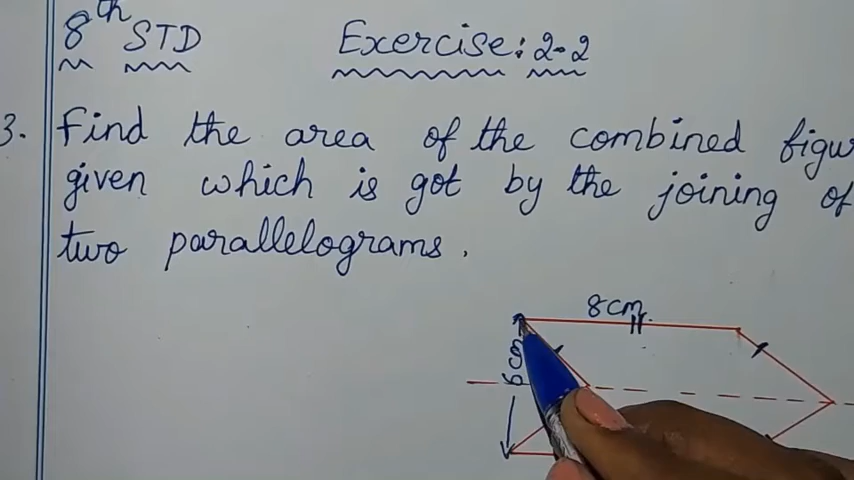 8th STD Exercise: 2.2
3. Find the area of the combined figu
given which is got by the joining of
two parallelograms.
8cm
6cm